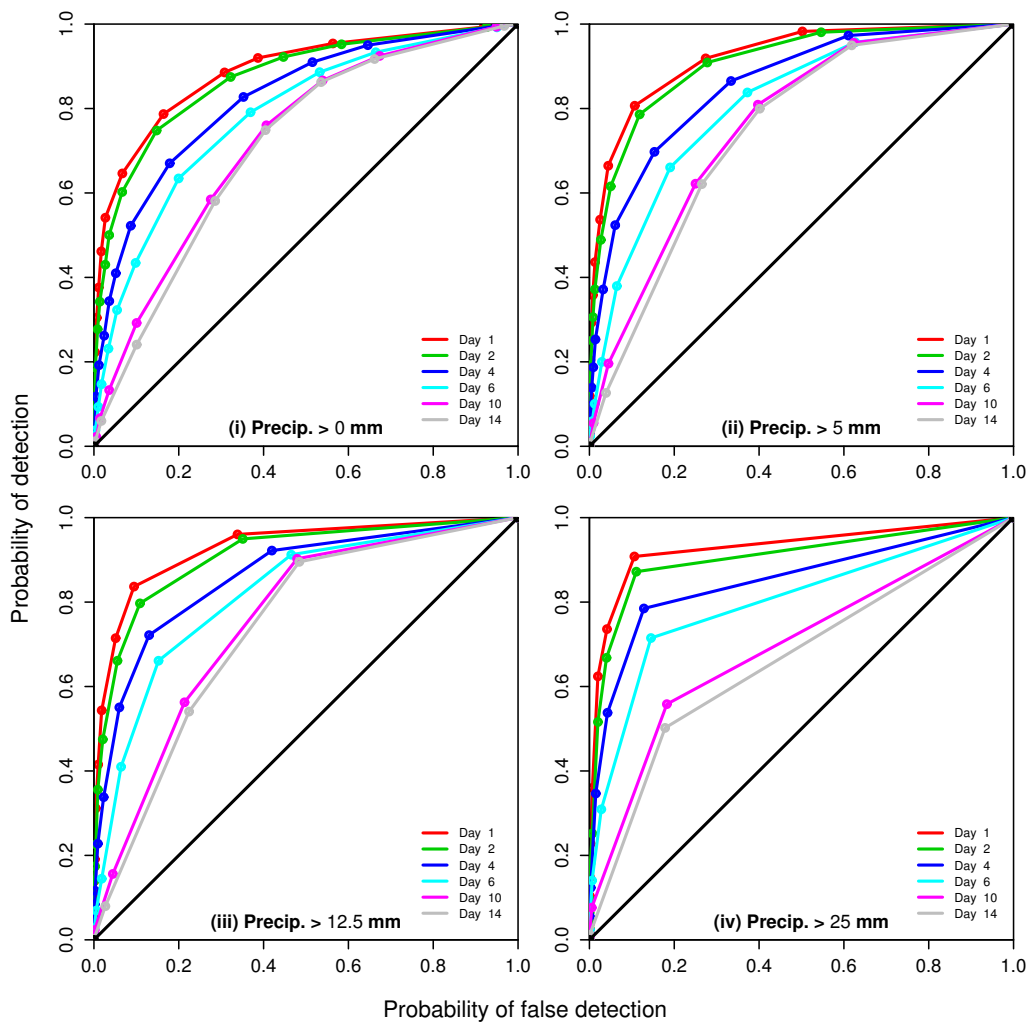 Probability of detection
0.0 0.2 0.4 0.6 0.8 1.0
Day 1
Day 2
Day 4
Day 6
Day 10
Day 14
(i) Precip. > 0 mm
0.0 0.2 0.4 0.6 0.8 1.0
0.0 0.2 0.4 0.6 0.8 1.0
Day 1
Day 2
Day 4
Day 6
Day 10
Day 14
(ii) Precip. > 5 mm
0.0 0.2 0.4 0.6 0.8 1.0
0.0 0.2 0.4 0.6 0.8 1.0
Day 1
Day 2
Day 4
Day 6
Day 10
Day 14
(iii) Precip. > 12.5 mm
0.0 0.2 0.4 0.6 0.8 1.0
0.0 0.2 0.4 0.6 0.8 1.0
Day 1
Day 2
Day 4
Day 6
Day 10
Day 14
(iv) Precip. > 25 mm
0.0 0.2 0.4 0.6 0.8 1.0
Probability of false detection